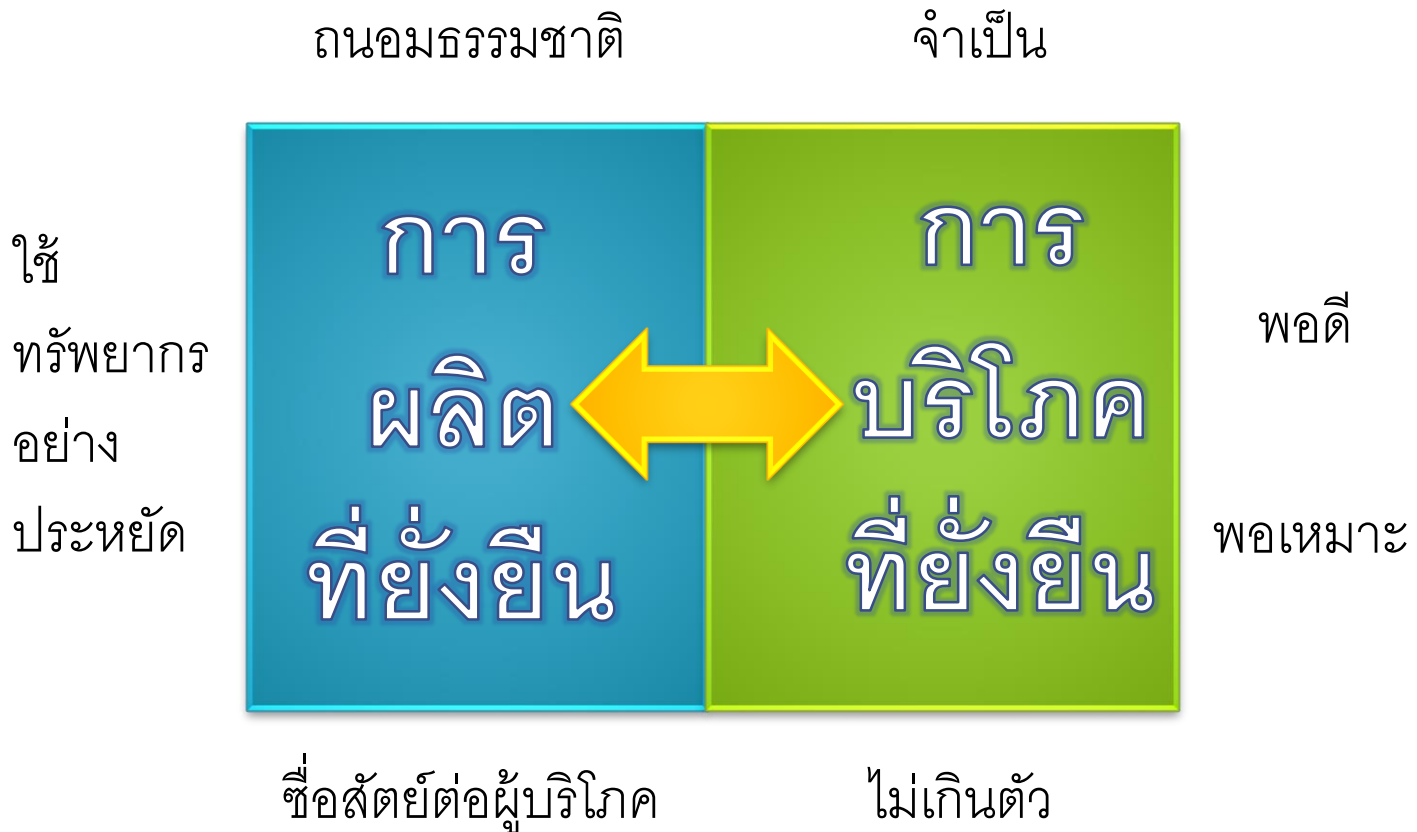 ถนอมธรรมชาติ
จำเป็น
ใช้
ทรัพยากร
อย่าง
ประหยัด
การ
ผลิต
ที่ยั่งยืน
การ
บริโภค
ที่ยั่งยืน
พอดี
พอเหมาะ
ซื่อสัตย์ต่อผู้บริโภค
ไม่เกินตัว